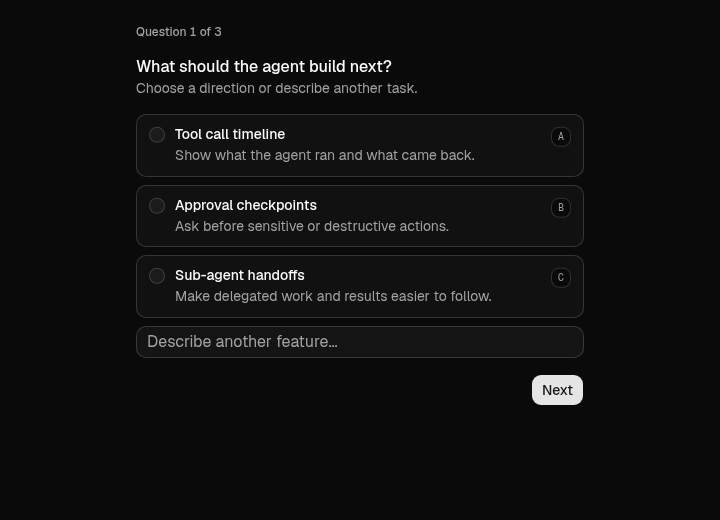 Question 1 of 3
What should the agent build next?
Choose a direction or describe another task.
Tool call timeline
A
Show what the agent ran and what came back.
Approval checkpoints
B
Ask before sensitive or destructive actions.
Sub-agent handoffs
C
Make delegated work and results easier to follow.
Describe another feature...
Next